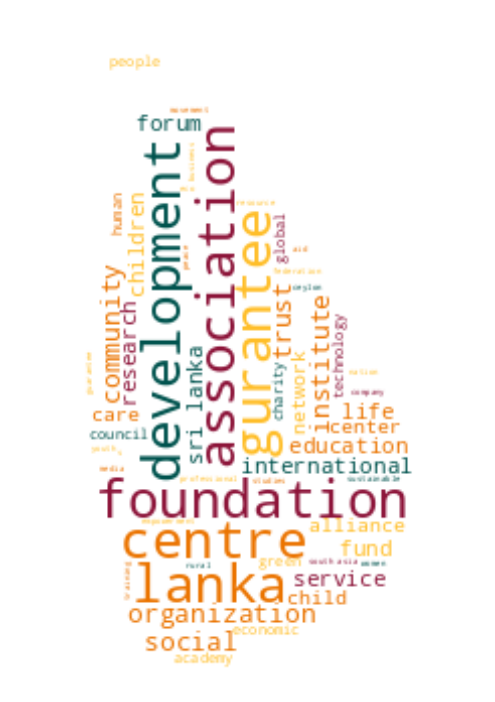 people
movement
forum
business
development
association
peace
human
children
resource
gurantee
global
aid
federation
ceylon
community
research
trust
institute
technology
sri lanka
charity
network
nation
company
guarantee
care
life
center
council
education
youth
international
media
professional
studies
sustainable
foundation
empowerment
alliance
centre
fund
green
south asia
women
rural
training
lanka
service
child
organization
economic
social
academy